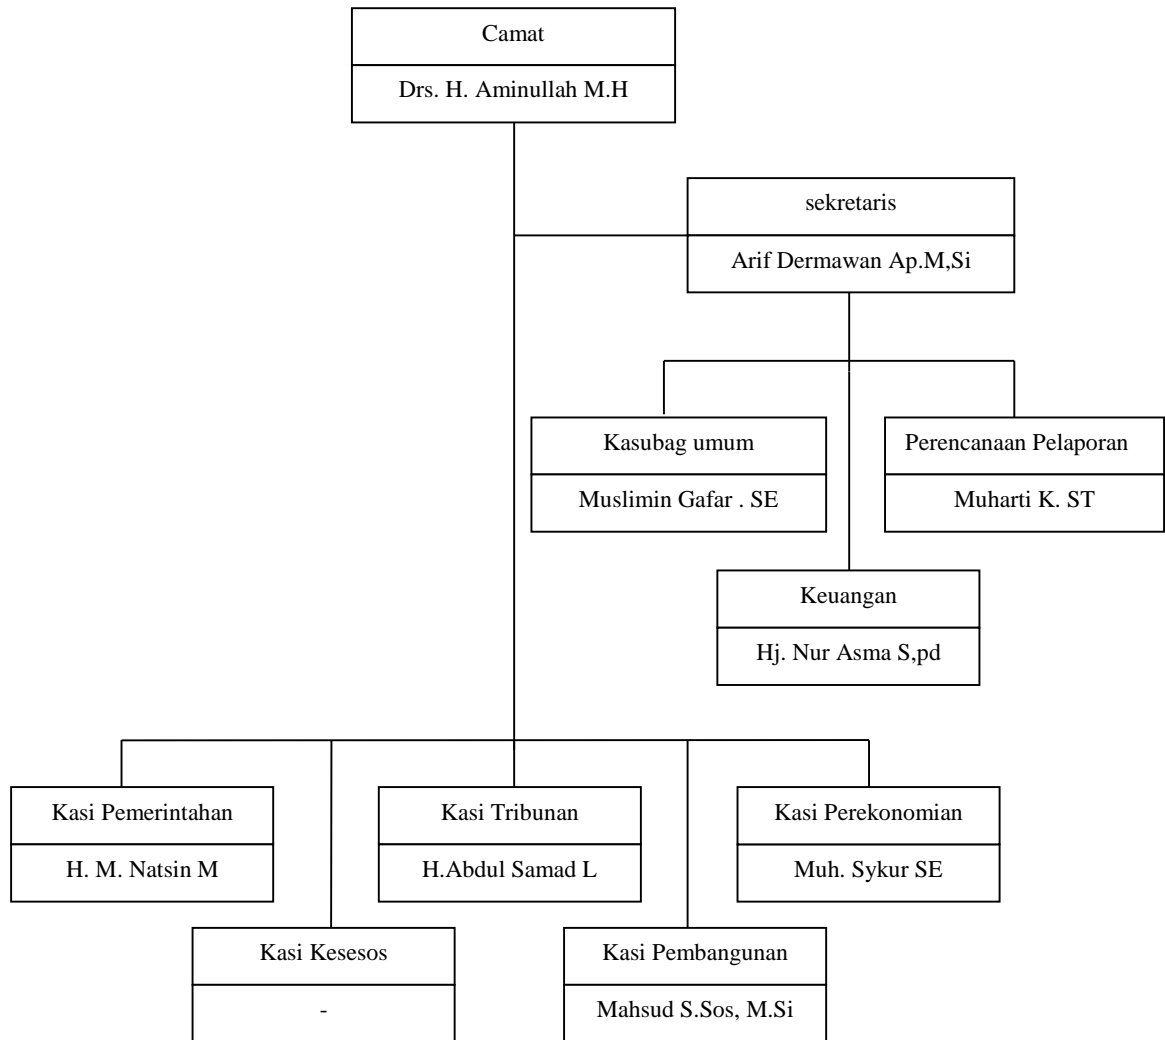 Camat
Drs. H. Aminullah M.H
sekretaris
Arif Dermawan Ap.M,Si
Kasubag umum
Muslimin Gafar . SE
Perencanaan Pelaporan
Muharti K. ST
Keuangan
Hj. Nur Asma S,pd
Kasi Pemerintahan
H. M. Natsin M
Kasi Tribunan
H.Abdul Samad L
Kasi Perekonomian
Muh. Sykur SE
Kasi Kesesos
-
Kasi Pembangunan
Mahsud S.Sos, M.Si